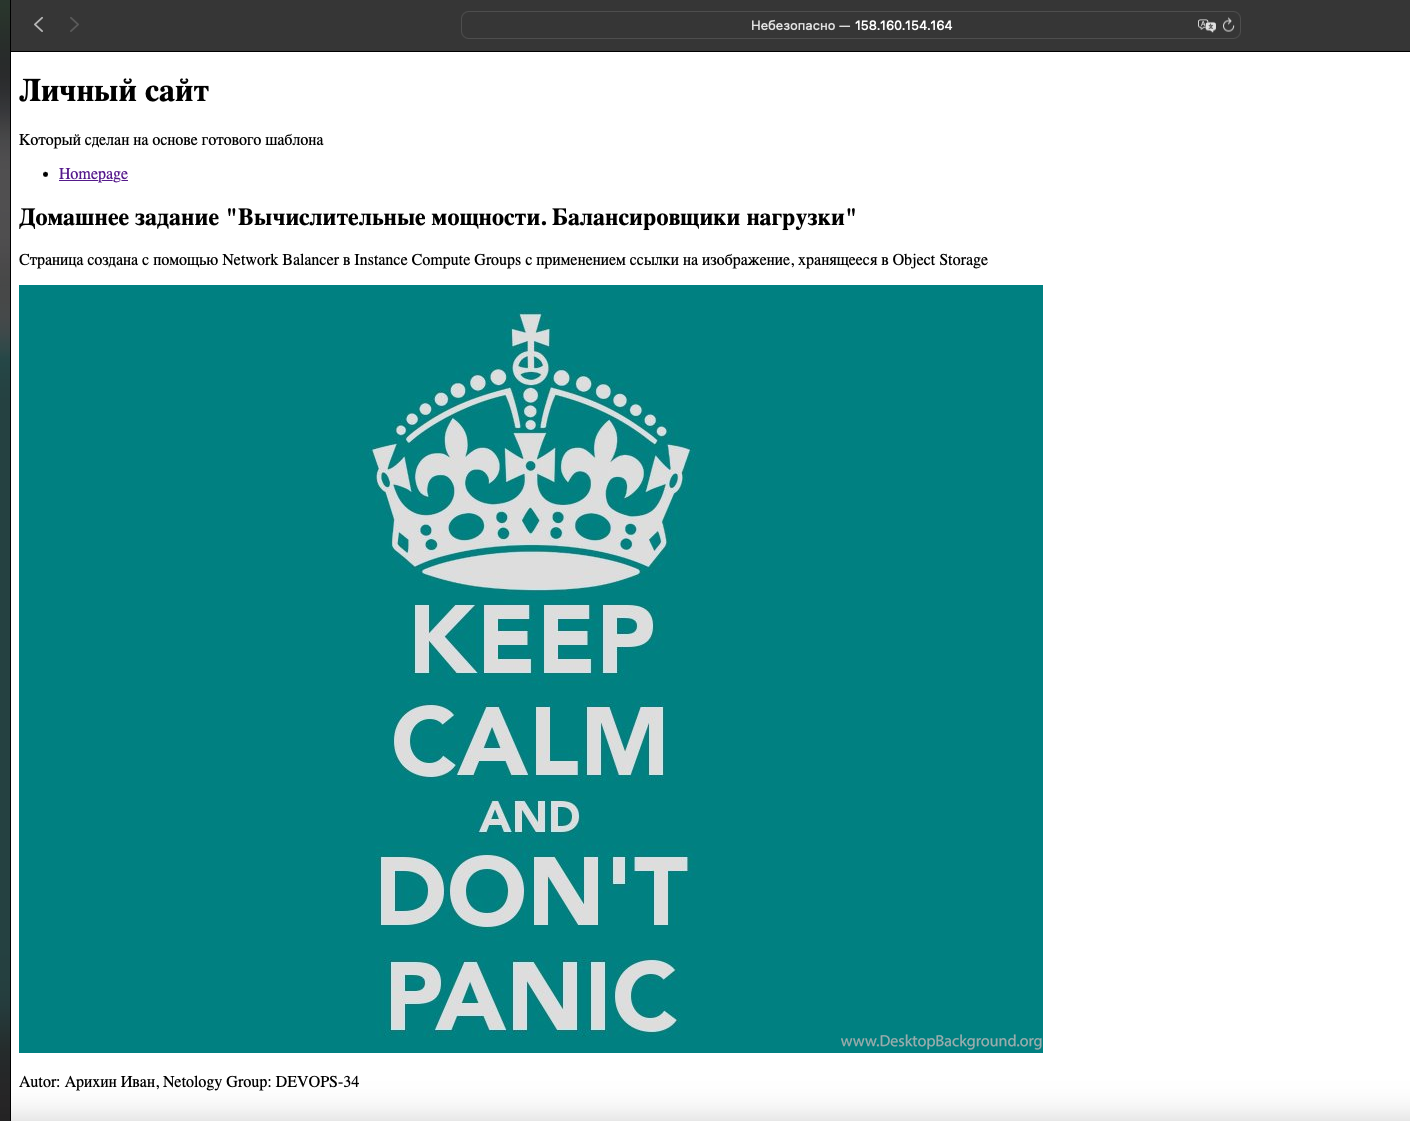 Небезопасно — 158.160.154.164
Личный сайт
Который сделан на основе готового шаблона
Homepage
Домашнее задание "Вычислительные мощности. Балансировщики нагрузки"
Страница создана с помощью Network Balancer в Instance Compute Groups с применением ссылки на изображение, хранящееся в Object Storage
KEEP
CALM
AND
DON'T
PANIC
www.DesktopBackground.org
Autor: Арихин Иван, Netology Group: DEVOPS-34